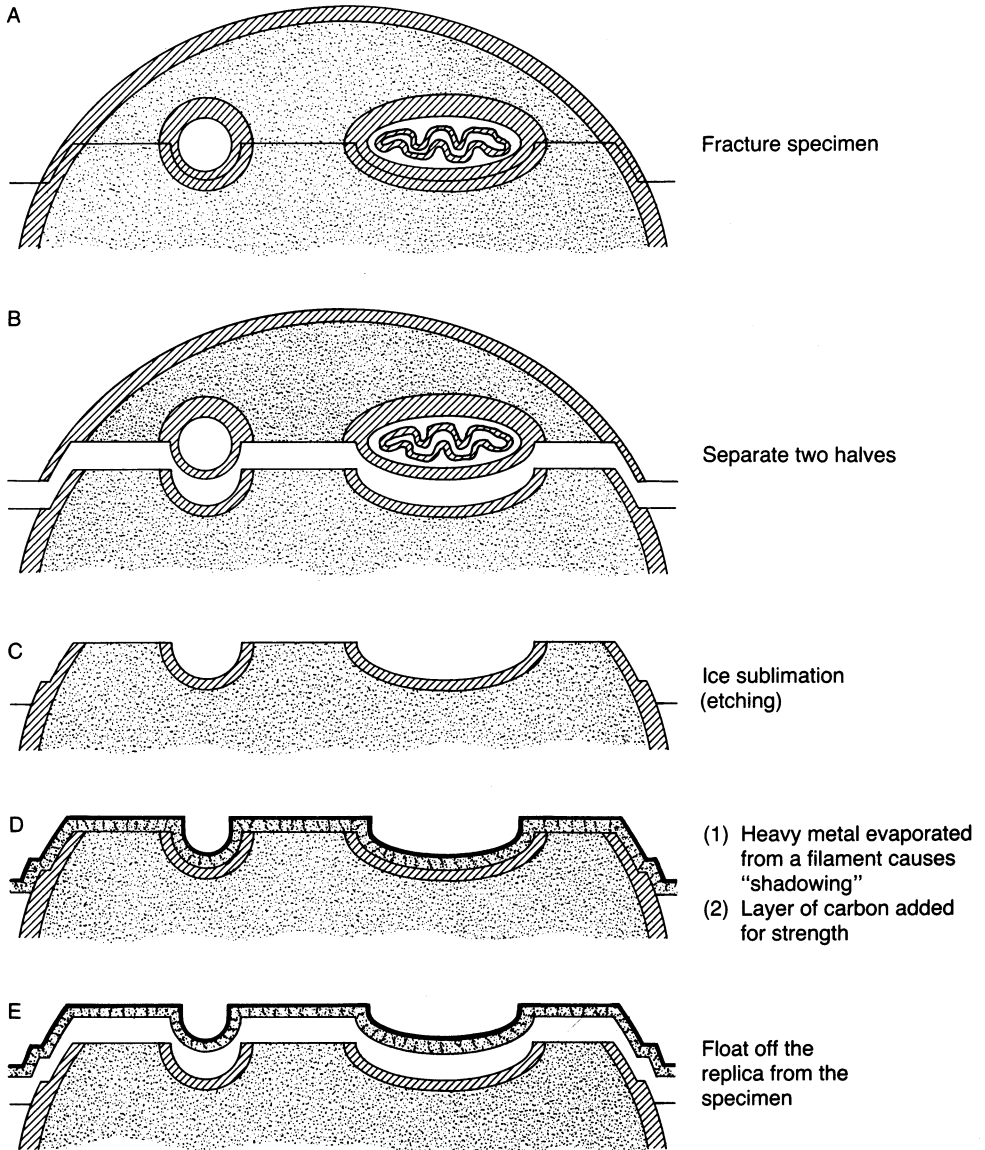 A
Fracture specimen
B
Separate two halves
C
Ice sublimation
(etching)
D
(1) Heavy metal evaporated
from a filament causes
“shadowing”
(2) Layer of carbon added
for strength
E
Float off the
replica from the
specimen